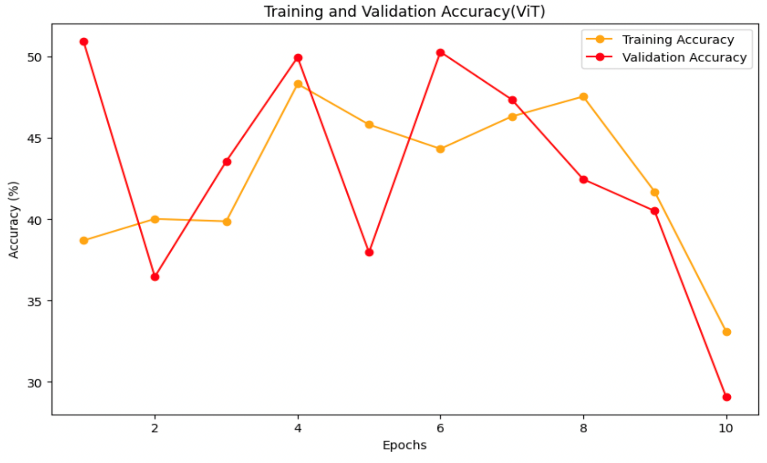 Training and Validation Accuracy(ViT)
Training Accuracy
Validation Accuracy
Accuracy (%)
50
45
40
35
30
2
4
6
8
10
Epochs